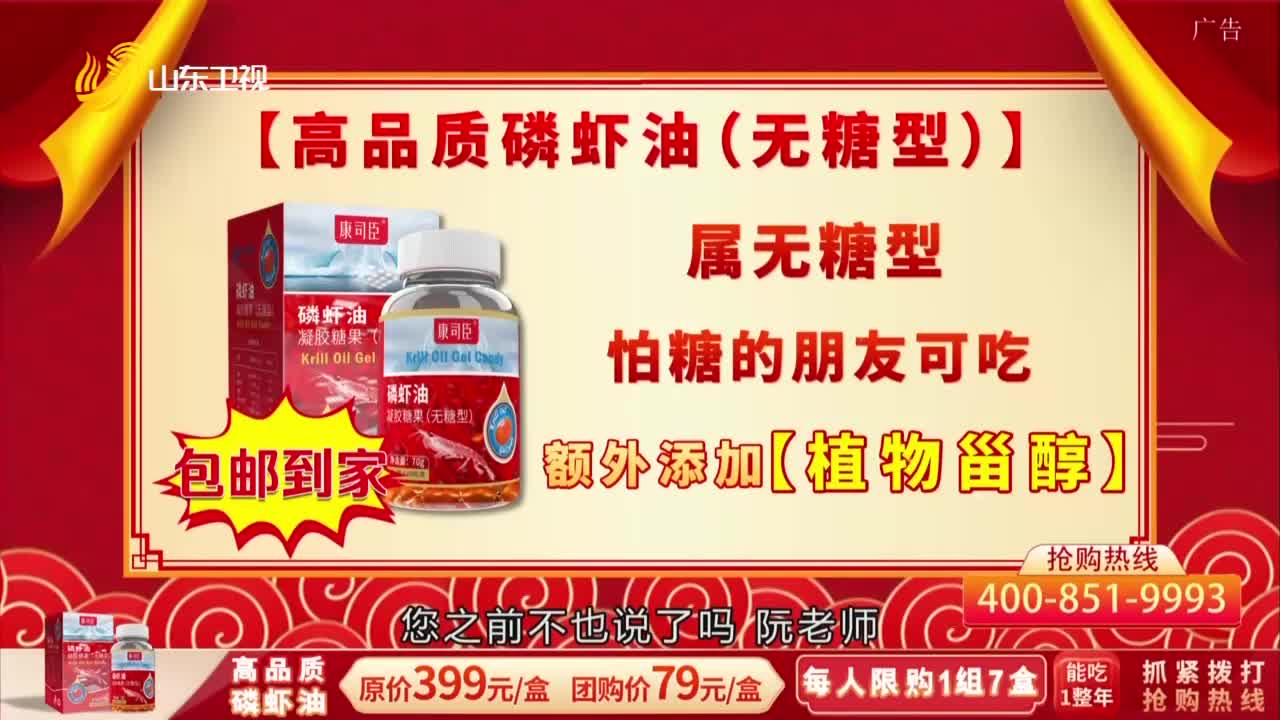 广告
山东卫视
【高品质磷虾油(无糖型)】
属无糖型
怕糖的朋友可吃
额外添加【植物甾醇】
康司臣
磷虾油
凝胶糖果
Krill Oil Gel
康司臣
Krill Oil Gel Candy
磷虾油
凝胶糖果(无糖型)
净含量:70g
包邮到家
抢购热线
400-851-9993
您之前不也说了吗 阮老师
高品质
磷虾油
原价399元/盒 团购价79元/盒
每人限购1组7盒
能吃
1整年
抓紧拨打
抢购热线